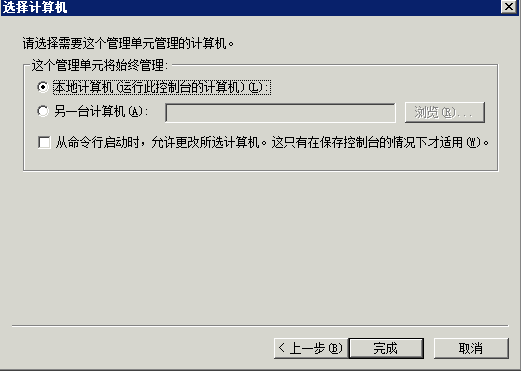 选择计算机
请选择需要这个管理单元管理的计算机。
这个管理单元将始终管理:
本地计算机(运行此控制台的计算机)(L):
另一台计算机(A):
浏览(R)...
从命令行启动时，允许更改所选计算机。这只有在保存控制台的情况下才适用(W)。
< 上一步(B)
完成
取消